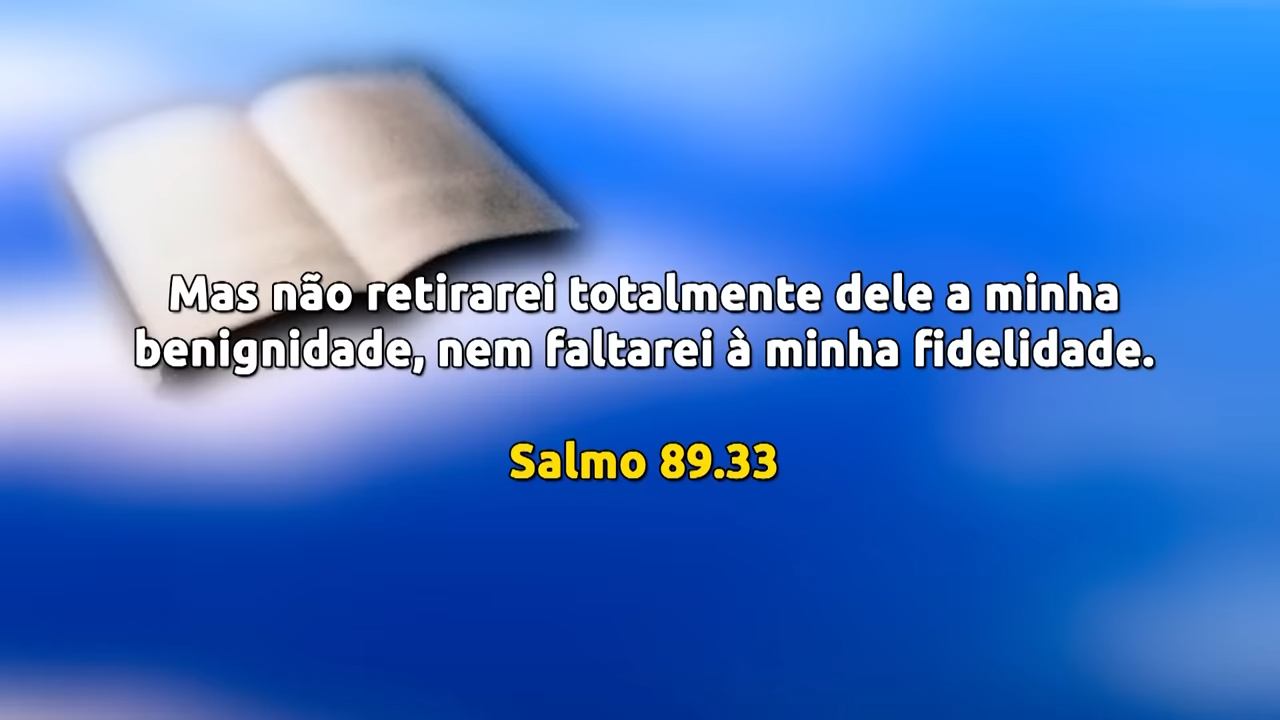 Mas não retirarei totalmente dele a minha
benignidade, nem faltarei à minha fidelidade.
Salmo 89.33